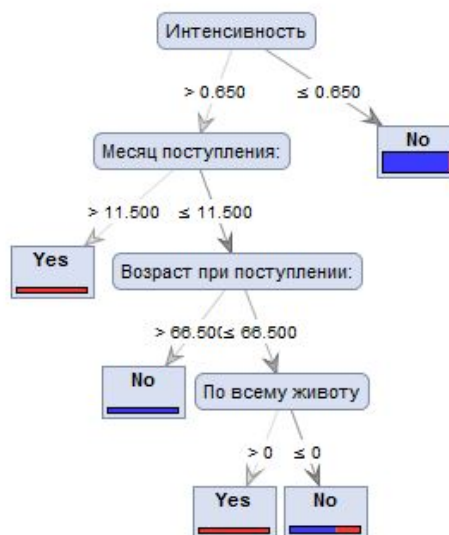 Интенсивность
> 0.650 ≤ 0.650
Месяц поступления:
No
> 11.500 ≤ 11.500
Yes
Возраст при поступлении:
> 66.50(≤ 66.500
No
По всему животу
> 0 ≤ 0
Yes No